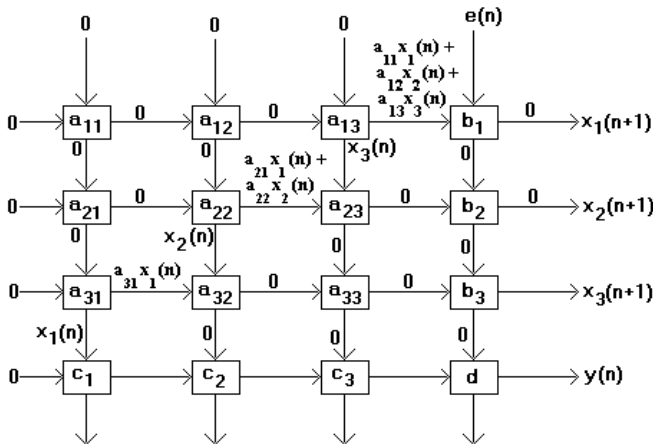 0 0 0 e(n)
a11x1(n) +
a12x2(n) +
a13x3(n)
0 a11 0 a12 0 a13 b1 0 x1(n+1)
0 0 x3(n) 0
a21x1(n) +
a22x2(n)
0 a21 0 a22 a23 0 b2 0 x2(n+1)
0 x2(n) 0 0
a31x1(n)
0 a31 a32 0 a33 0 b3 x3(n+1)
x1(n) 0 0 0
0 c1 c2 c3 d y(n)